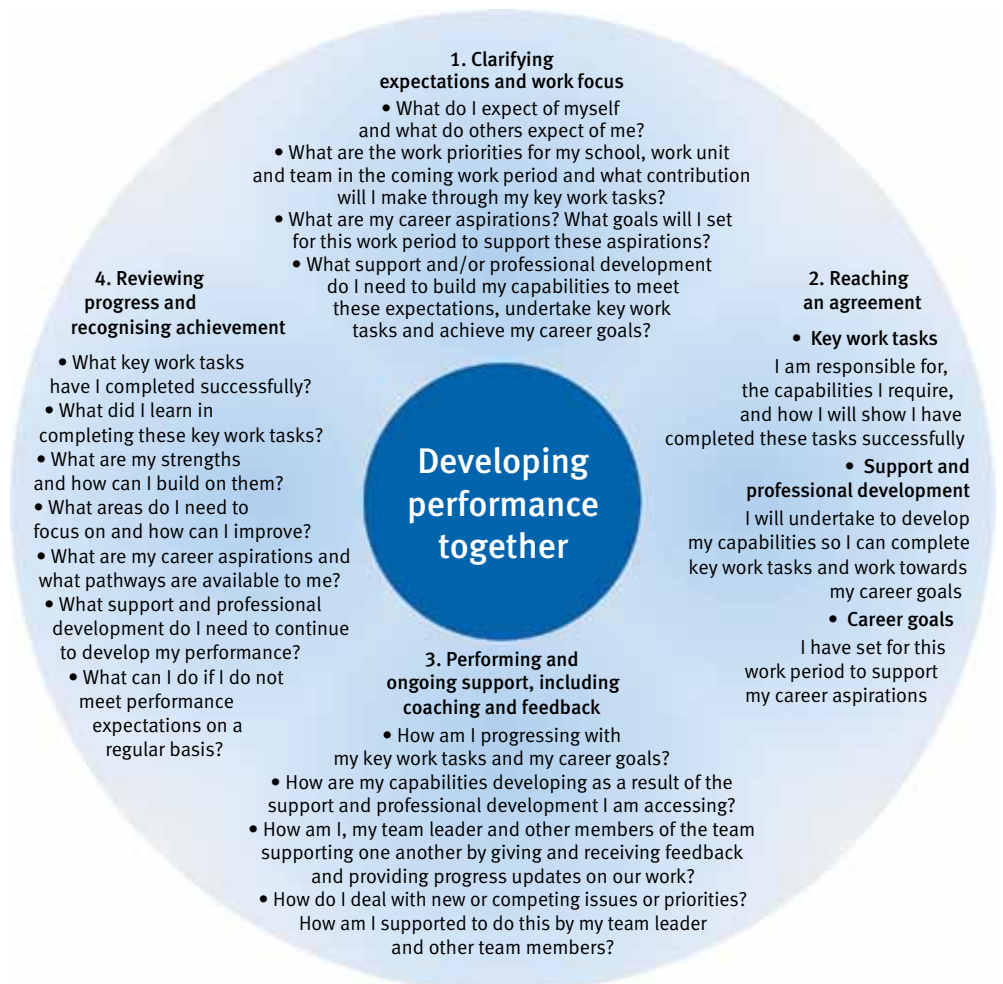 1. Clarifying
expectations and work focus
• What do I expect of myself
and what do others expect of me?
• What are the work priorities for my school, work unit
and team in the coming work period and what contribution
will I make through my key work tasks?
• What are my career aspirations? What goals will I set
for this work period to support these aspirations?
• What support and/or professional development
do I need to build my capabilities to meet
these expectations, undertake key work
tasks and achieve my career goals?
2. Reaching
an agreement
• Key work tasks
I am responsible for,
the capabilities I require,
and how I will show I have
completed these tasks successfully
• Support and
professional development
I will undertake to develop
my capabilities so I can complete
key work tasks and work towards
my career goals
• Career goals
I have set for this
work period to support
my career aspirations
3. Performing and
ongoing support, including
coaching and feedback
• How am I progressing with
my key work tasks and my career goals?
• How are my capabilities developing as a result of the
support and professional development I am accessing?
• How am I, my team leader and other members of the team
supporting one another by giving and receiving feedback
and providing progress updates on our work?
• How do I deal with new or competing issues or priorities?
How am I supported to do this by my team leader
and other team members?
4. Reviewing
progress and
recognising achievement
• What key work tasks
have I completed successfully?
• What did I learn in
completing these key work tasks?
• What are my strengths
and how can I build on them?
• What areas do I need to
focus on and how can I improve?
• What are my career aspirations and
what pathways are available to me?
• What support and professional
development do I need to continue
to develop my performance?
• What can I do if I do not
meet performance
expectations on a
regular basis?
Developing
performance
together